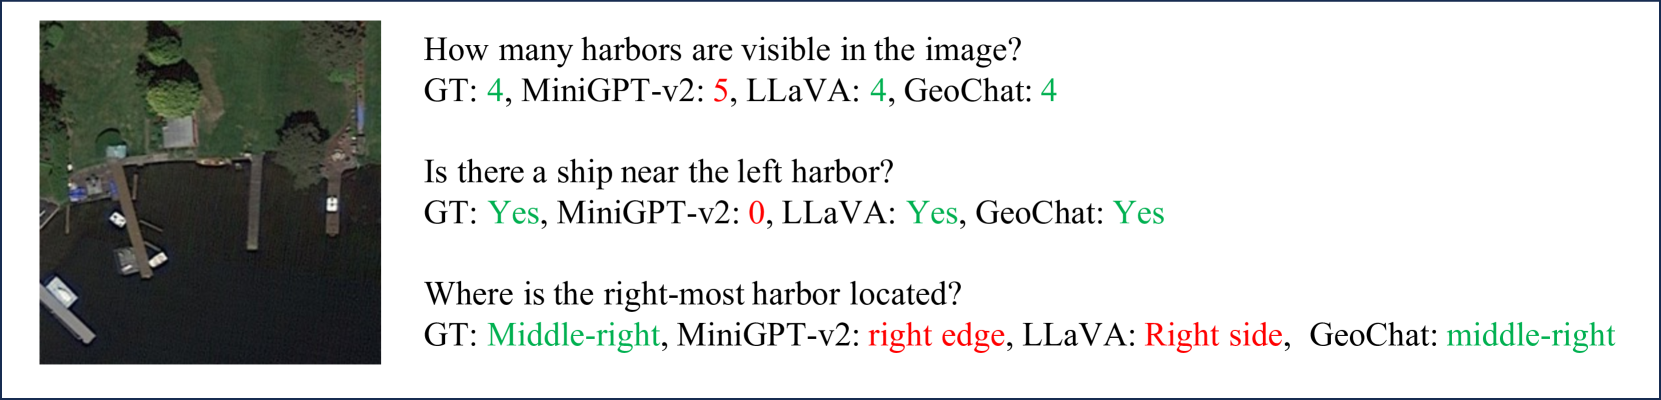 How many harbors are visible in the image?
GT: 4, MiniGPT-v2: 5, LLaVA: 4, GeoChat: 4
Is there a ship near the left harbor?
GT: Yes, MiniGPT-v2: 0, LLaVA: Yes, GeoChat: Yes
Where is the right-most harbor located?
GT: Middle-right, MiniGPT-v2: right edge, LLaVA: Right side, GeoChat: middle-right